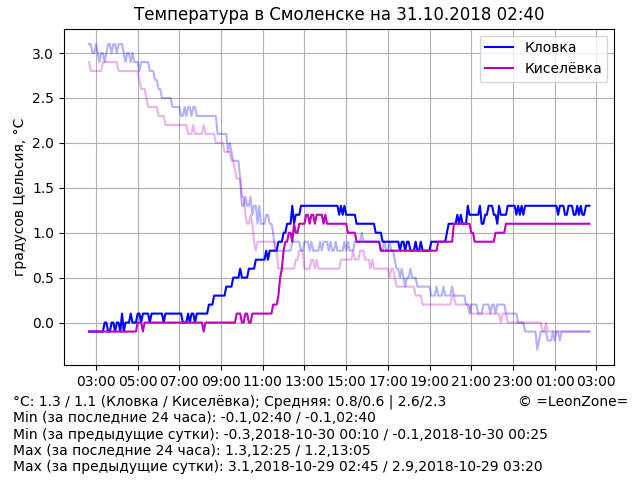 Температура в Смоленске на 31.10.2018 02:40
градусов Цельсия, °C
3.0
2.5
2.0
1.5
1.0
0.5
0.0
Кловка
Киселёвка
03:00 05:00 07:00 09:00 11:00 13:00 15:00 17:00 19:00 21:00 23:00 01:00 03:00
°C: 1.3 / 1.1 (Кловка / Киселёвка); Средняя: 0.8/0.6 | 2.6/2.3 © =LeonZone=
Min (за последние 24 часа): -0.1,02:40 / -0.1,02:40
Min (за предыдущие сутки): -0.3,2018-10-30 00:10 / -0.1,2018-10-30 00:25
Max (за последние 24 часа): 1.3,12:25 / 1.2,13:05
Max (за предыдущие сутки): 3.1,2018-10-29 02:45 / 2.9,2018-10-29 03:20